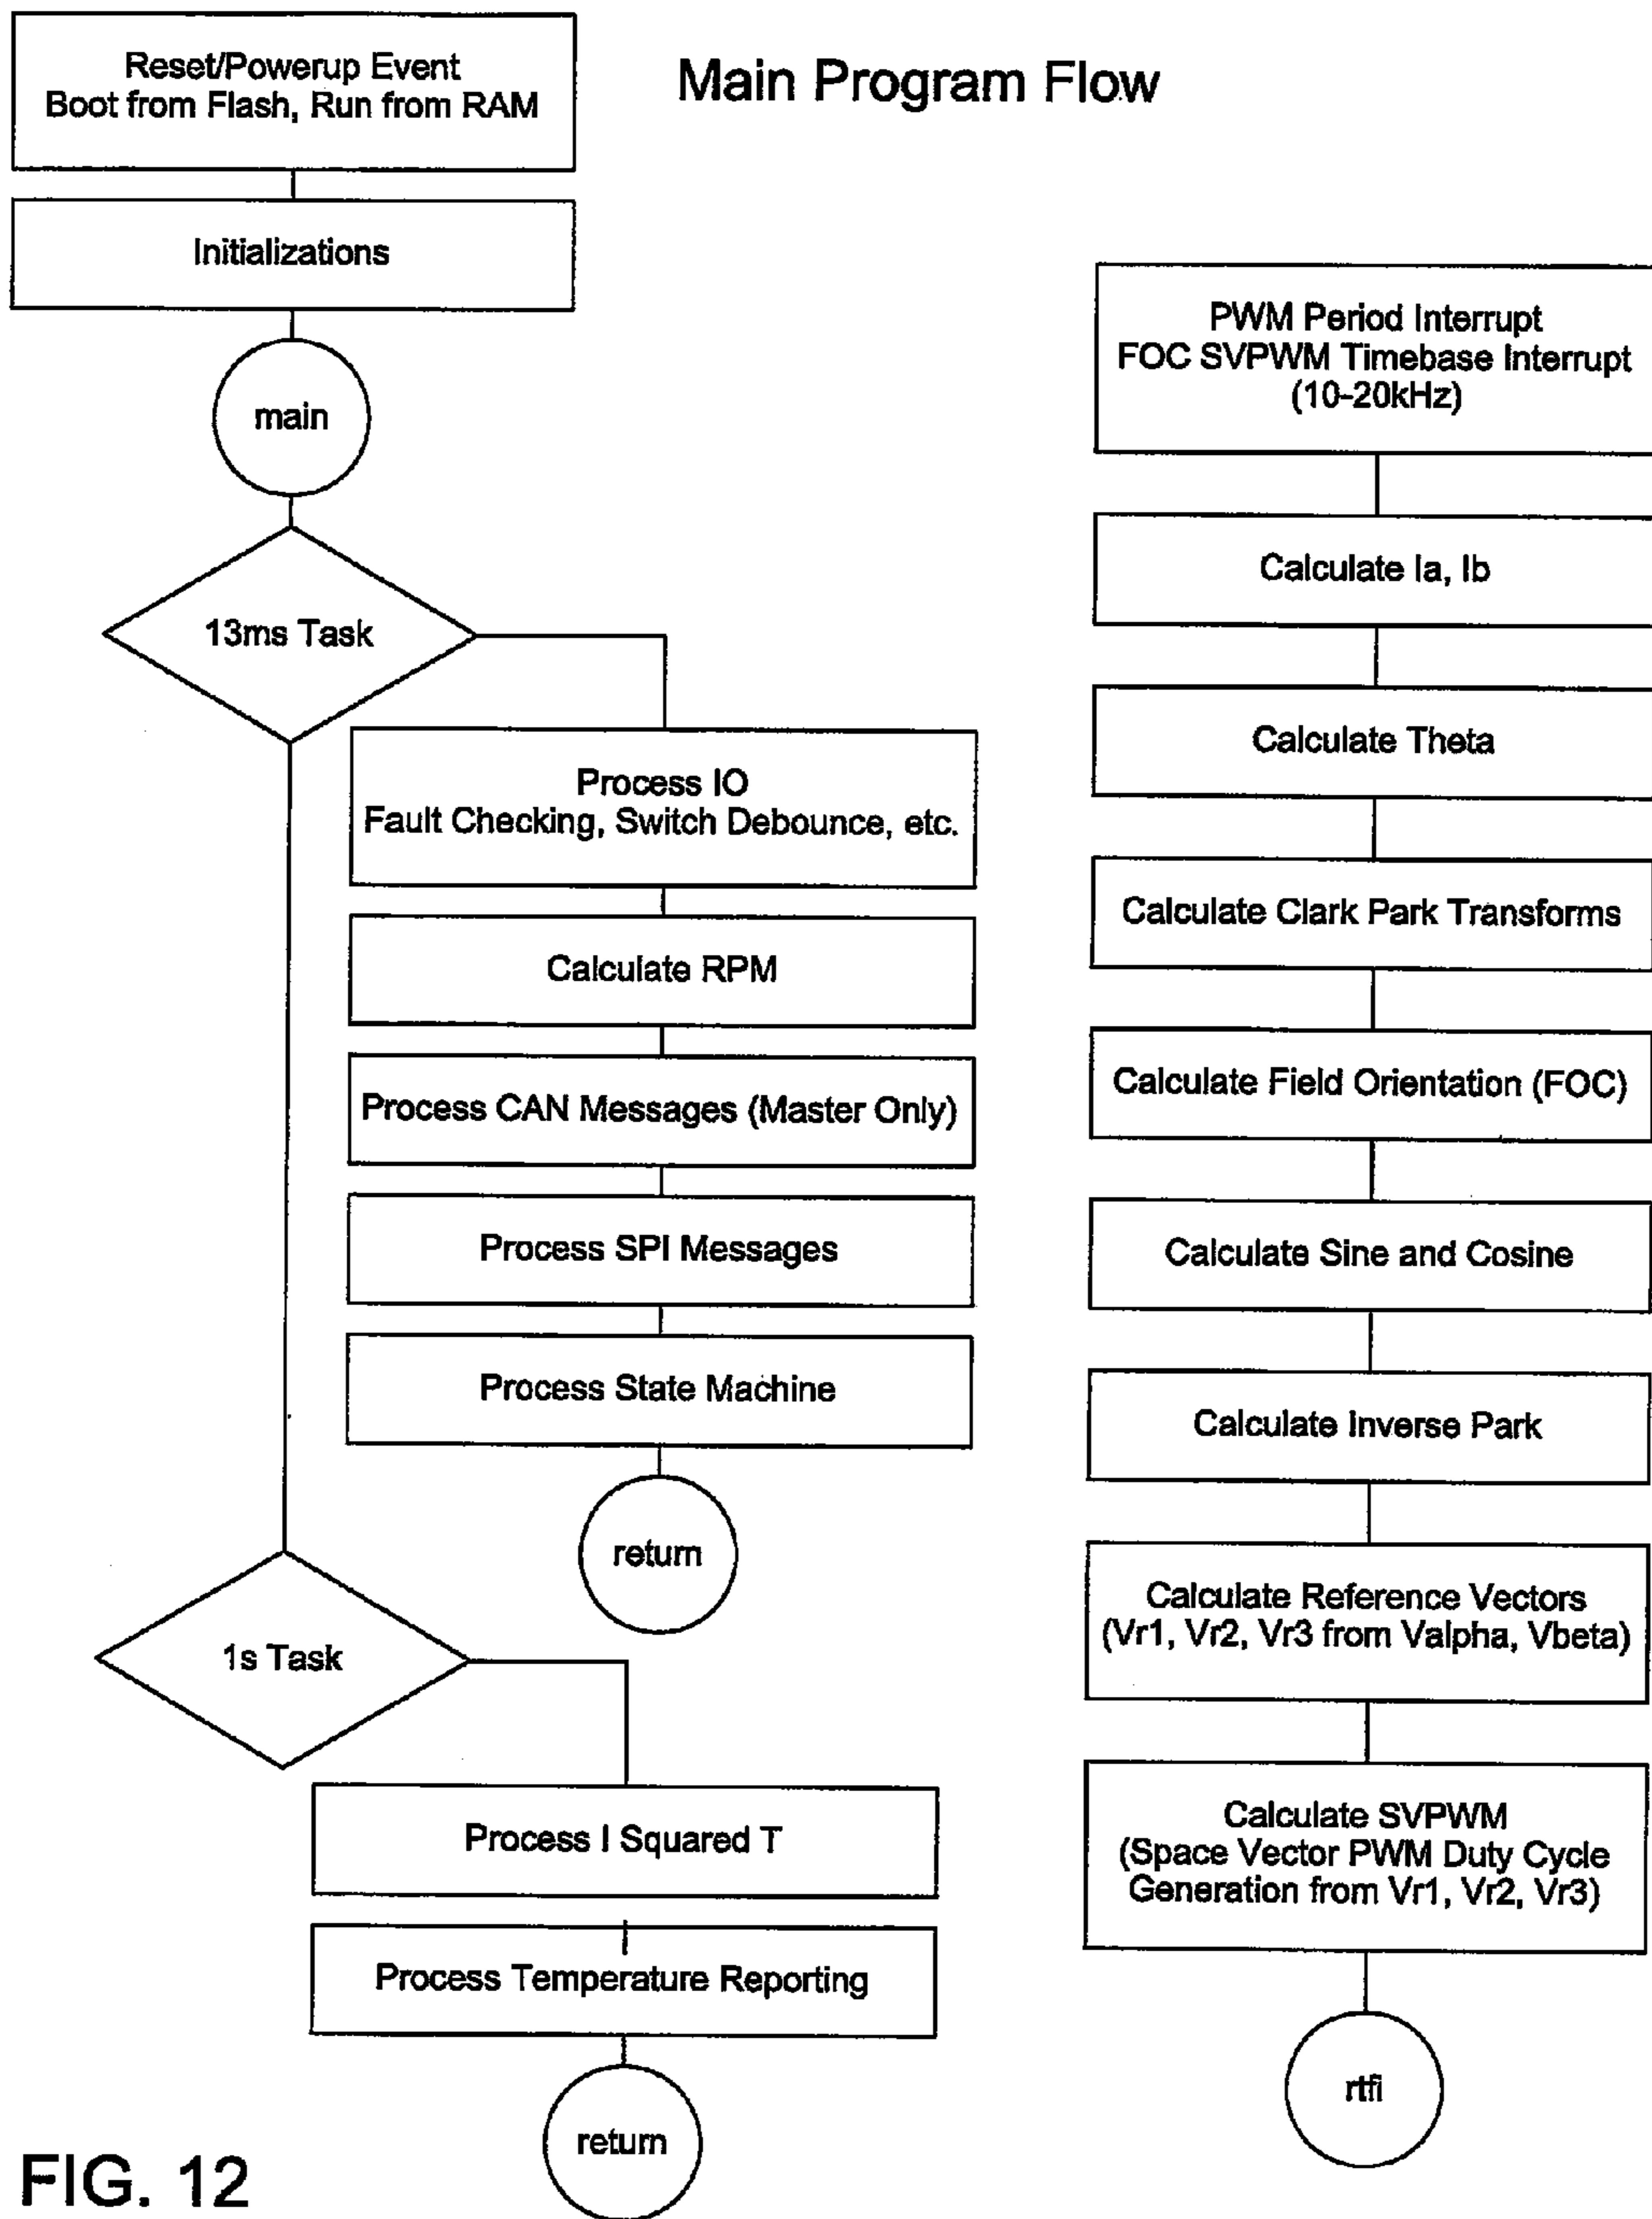 Main Program Flow
Reset/Powerup Event
Boot from Flash, Run from RAM
Initializations
main
13ms Task
Process IO
Fault Checking, Switch Debounce, etc.
Calculate RPM
Process CAN Messages (Master Only)
Process SPI Messages
Process State Machine
return
1s Task
Process I Squared T
Process Temperature Reporting
return
PWM Period Interrupt
FOC SVPWM Timebase Interrupt
(10-20kHz)
Calculate Ia, Ib
Calculate Theta
Calculate Clark Park Transforms
Calculate Field Orientation (FOC)
Calculate Sine and Cosine
Calculate Inverse Park
Calculate Reference Vectors
(Vr1, Vr2, Vr3 from Valpha, Vbeta)
Calculate SVPWM
(Space Vector PWM Duty Cycle
Generation from Vr1, Vr2, Vr3)
rtfi
FIG. 12